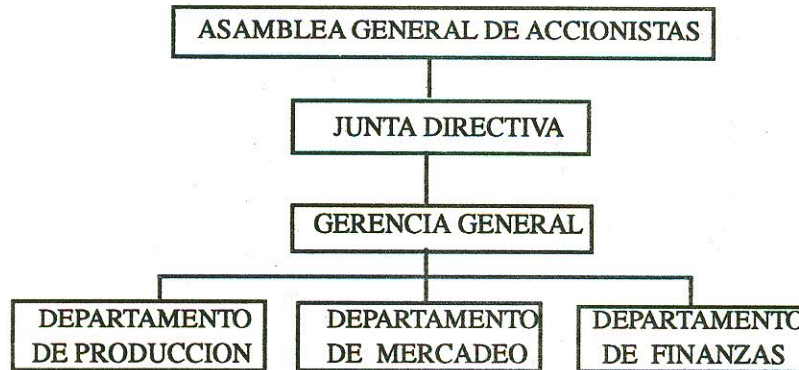 ASAMBLEA GENERAL DE ACCIONISTAS
JUNTA DIRECTIVA
GERENCIA GENERAL
DEPARTAMENTO
DE PRODUCCION
DEPARTAMENTO
DE MERCADEO
DEPARTAMENTO
DE FINANZAS